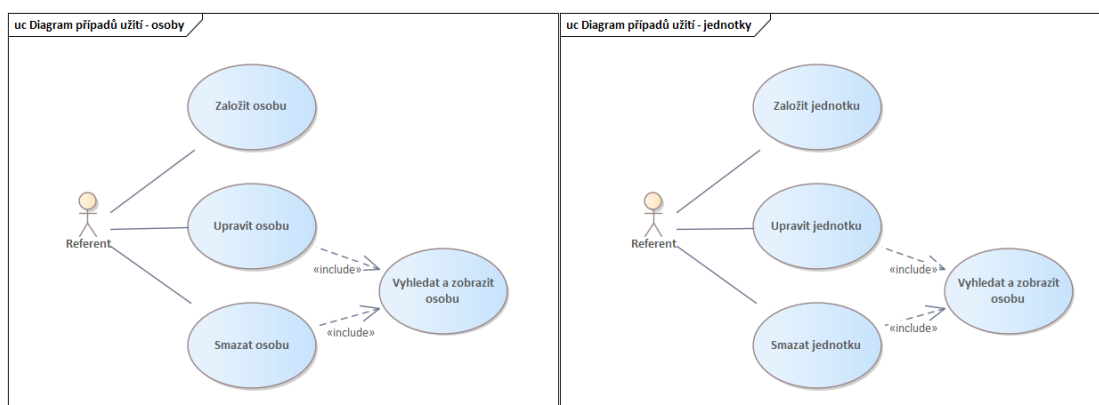 uc Diagram případů užití - osoby
Založit osobu
Upravit osobu
Referent
«include»
Vyhledat a zobrazit
osobu
«include»
Smazat osobu
uc Diagram případů užití - jednotky
Založit jednotku
Upravit jednotku
Referent
«include»
Vyhledat a zobrazit
osobu
«include»
Smazat jednotku